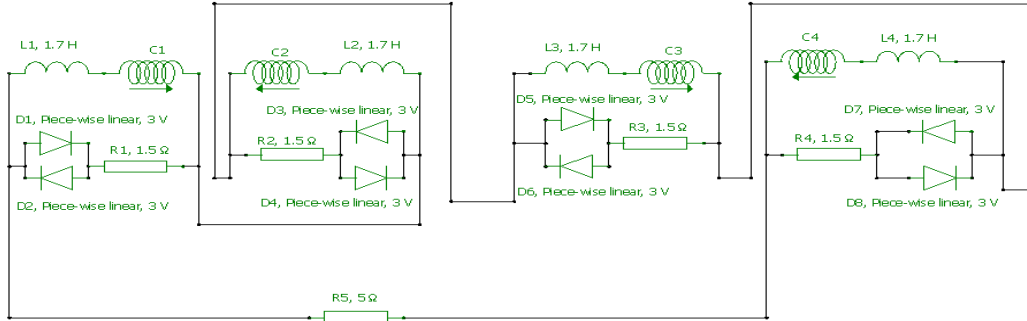 L1, 1.7 H
C1
C2
L2, 1.7 H
L3, 1.7 H
C3
C4
L4, 1.7 H
D1, Piece-wise linear, 3 V
D3, Piece-wise linear, 3 V
D5, Piece-wise linear, 3 V
D7, Piece-wise linear, 3 V
R1, 1.5 Ω
R2, 1.5 Ω
R3, 1.5 Ω
R4, 1.5 Ω
D2, Piece-wise linear, 3 V
D4, Piece-wise linear, 3 V
D6, Piece-wise linear, 3 V
D8, Piece-wise linear, 3 V
R5, 5 Ω